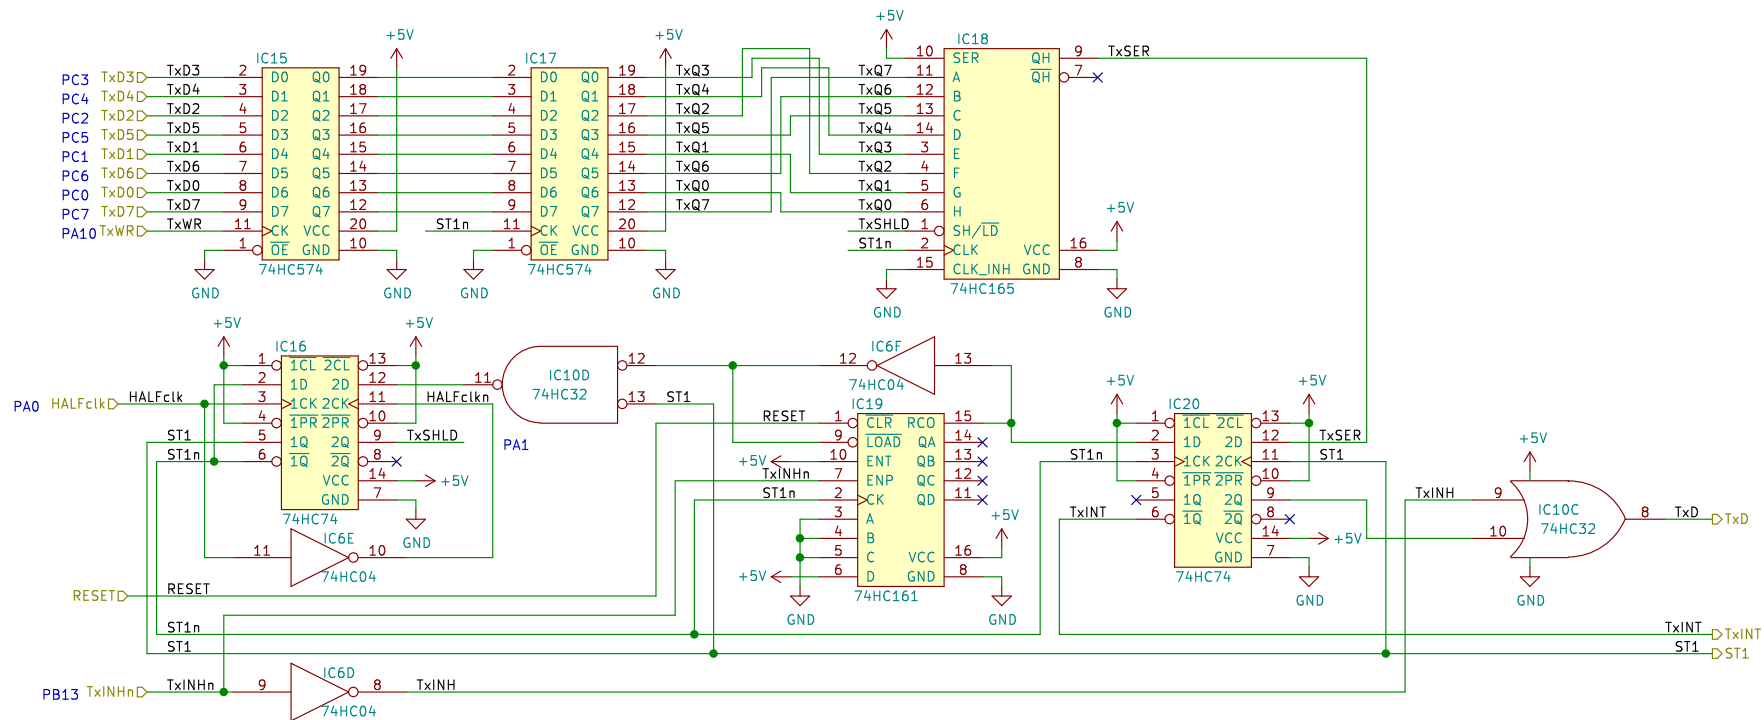 +5V
+5V
+5V
IC15
IC17
IC18
PC3 TxD3 TxD3 2 D0 Q0 19
2 D0 Q0 19 TxQ3
10 SER QH 9 TxSER
PC4 TxD4 TxD4 3 D1 Q1 18
3 D1 Q1 18 TxQ4
TxQ7 11 A QH 7
PC2 TxD2 TxD2 4 D2 Q2 17
4 D2 Q2 17 TxQ2
TxQ6 12 B
PC5 TxD5 TxD5 5 D3 Q3 16
5 D3 Q3 16 TxQ5
TxQ5 13 C
PC1 TxD1 TxD1 6 D4 Q4 15
6 D4 Q4 15 TxQ1
TxQ4 14 D
PC6 TxD6 TxD6 7 D5 Q5 14
7 D5 Q5 14 TxQ6
TxQ3 3 E
PC0 TxD0 TxD0 8 D6 Q6 13
8 D6 Q6 13 TxQ0
TxQ2 4 F
PC7 TxD7 TxD7 9 D7 Q7 12
9 D7 Q7 12 TxQ7
TxQ1 5 G
TxQ0 6 H
PA10 TxWR TxWR 11 CK VCC 20
ST1n 11 CK VCC 20
TxSHLD 1 SH/LD
+5V
1 OE GND 10
1 OE GND 10
ST1n 2 CLK VCC 16
15 CLK_INH GND 8
74HC574
74HC574
74HC165
GND
GND
GND
GND
GND
GND
+5V
+5V
IC16
1 1CL 2CL 13
2 1D 2D 12
PA0 HALFclk HALFclk 3 1CK 2CK 11 HALFclkn
4 1PR 2PR 10
ST1 5 1Q 2Q 9 TxSHLD
ST1n 6 1Q 2Q 8
VCC 14 +5V
GND 7
74HC74
GND
11 10
IC6E
74HC04
11 12
IC10D
74HC32
13 ST1
PA1
IC6F
12 13
74HC04
IC19
RESET 1 CLR RCO 15
9 LOAD QA 14
+5V 10 ENT QB 13
TxINHn 7 ENP QC 12
ST1n 2 CK QD 11
3 A
4 B
5 C VCC 16
+5V 6 D GND 8
+5V
74HC161
GND
GND
+5V
+5V
IC20
1 1CL 2CL 13
2 1D 2D 12 TxSER
ST1n 3 1CK 2CK 11 ST1
4 1PR 2PR 10
5 1Q 2Q 9
TxINT 6 1Q 2Q 8
VCC 14 +5V
GND 7
74HC74
GND
+5V
TxINH 9
IC10C
74HC32
10
8 TxD TxD
GND
RESET RESET
ST1n
ST1
TxINT TxINT
ST1 ST1
PB13 TxINHn TxINHn 9 8 TxINH
IC6D
74HC04